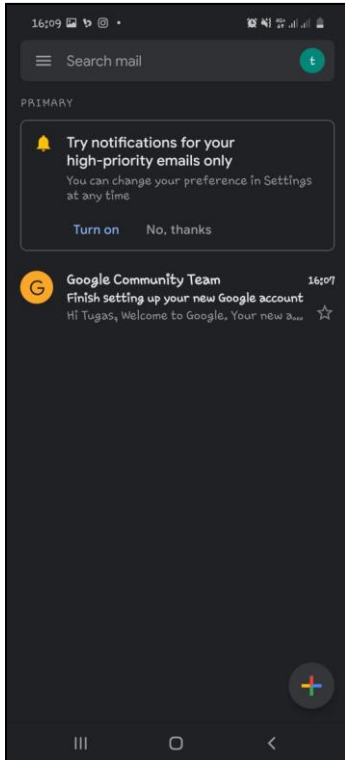 16:09
Search mail
t
PRIMARY
Try notifications for your
high-priority emails only
You can change your preference in Settings
at any time
Turn on No, thanks
G
Google Community Team 16:07
Finish setting up your new Google account
Hi Tugas, Welcome to Google. Your new a...